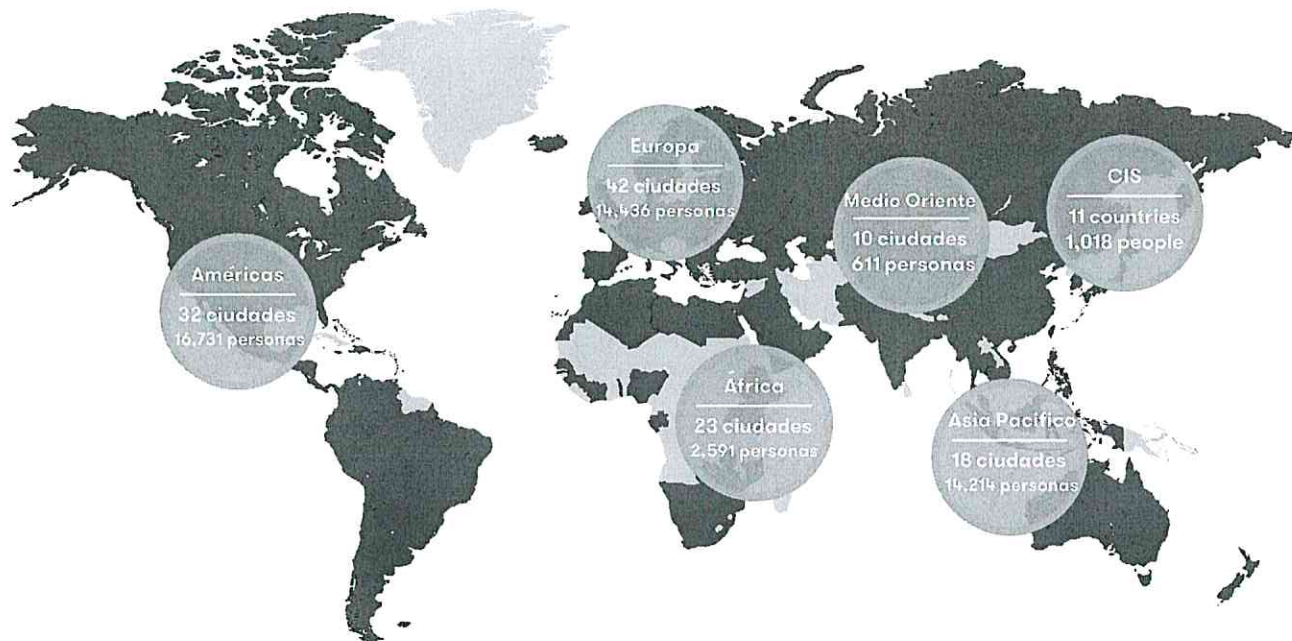 Europa
42 ciudades
14,436 personas
Medio Oriente
10 ciudades
611 personas
CIS
11 countries
1,018 people
Américas
32 ciudades
16,731 personas
África
23 ciudades
2,591 personas
Asia Pacífico
18 ciudades
14,214 personas